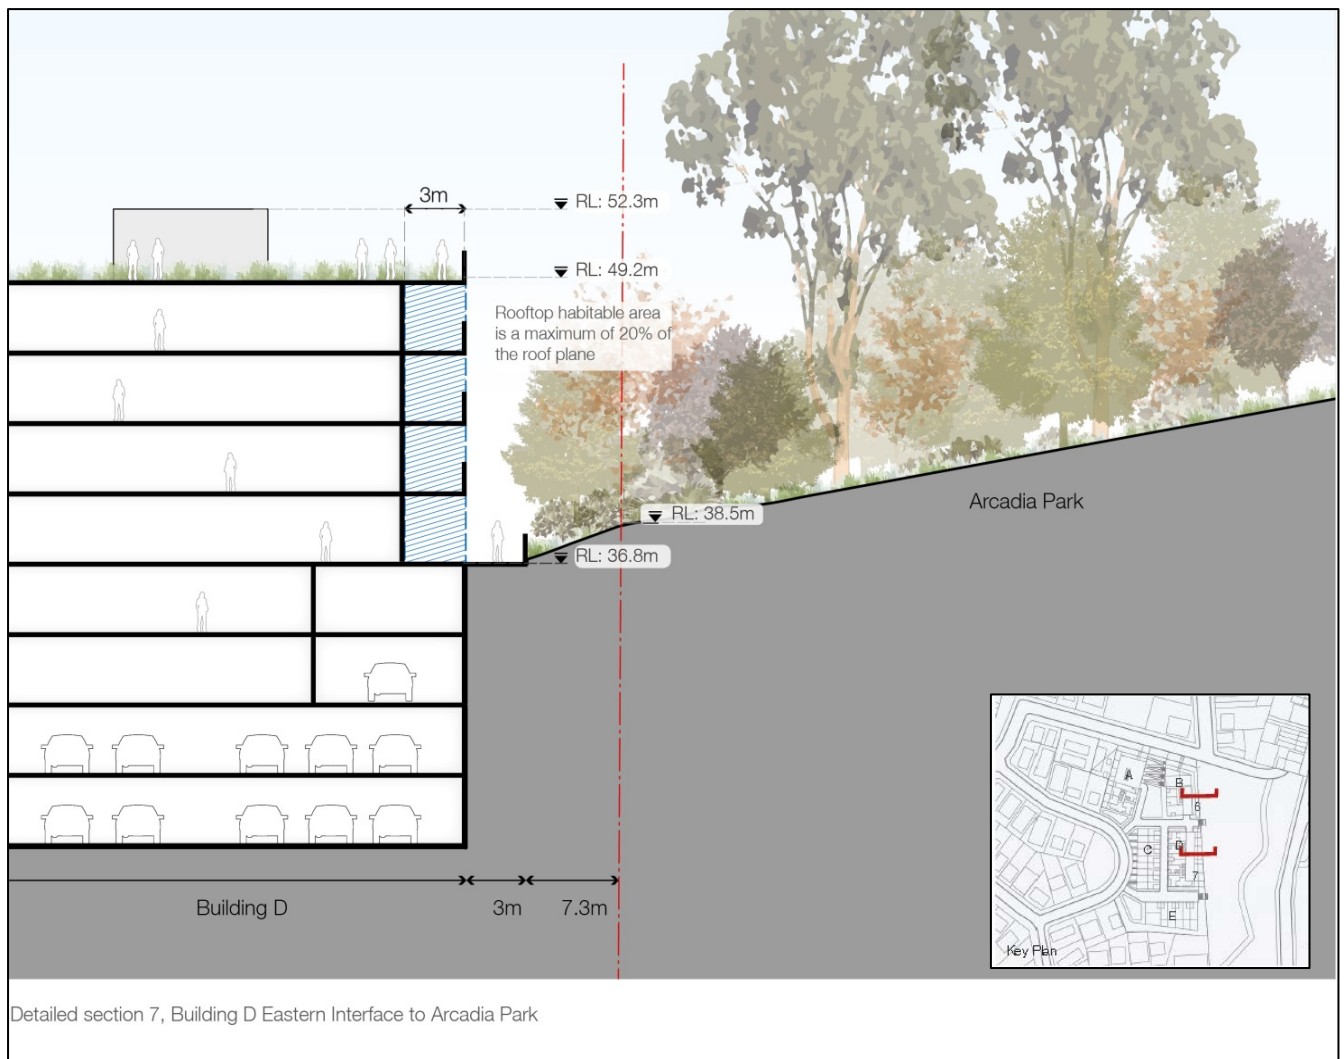 3m
RL: 52.3m
RL: 49.2m
Rooftop habitable area
is a maximum of 20% of
the roof plane
RL: 38.5m
Arcadia Park
RL: 36.8m
Building D
3m
7.3m
A
B
6
C
D
7
E
Key Plan
Detailed section 7, Building D Eastern Interface to Arcadia Park